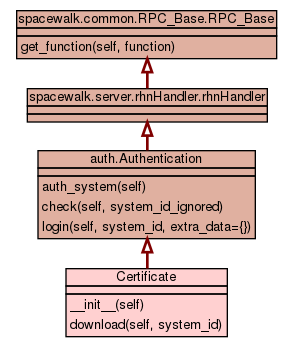 spacewalk.common.RPC_Base.RPC_Base
get_function(self, function)
spacewalk.server.rhnHandler.rhnHandler
auth.Authentication
auth_system(self)
check(self, system_id_ignored)
login(self, system_id, extra_data={})
Certificate
__init__(self)
download(self, system_id)